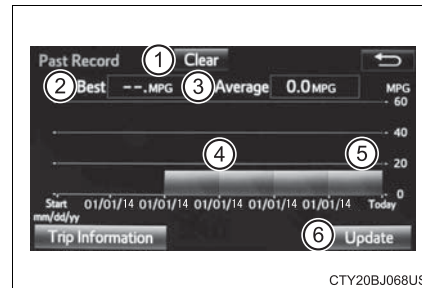 Past Record 1 Clear
2 Best --.MPG 3 Average 0.0 MPG MPG
60
40
4 5 20
0
Start 01/01/14 01/01/14 01/01/14 01/01/14 01/01/14 Today
mm/dd/yy
Trip Information 6 Update
CTY20BJ068US